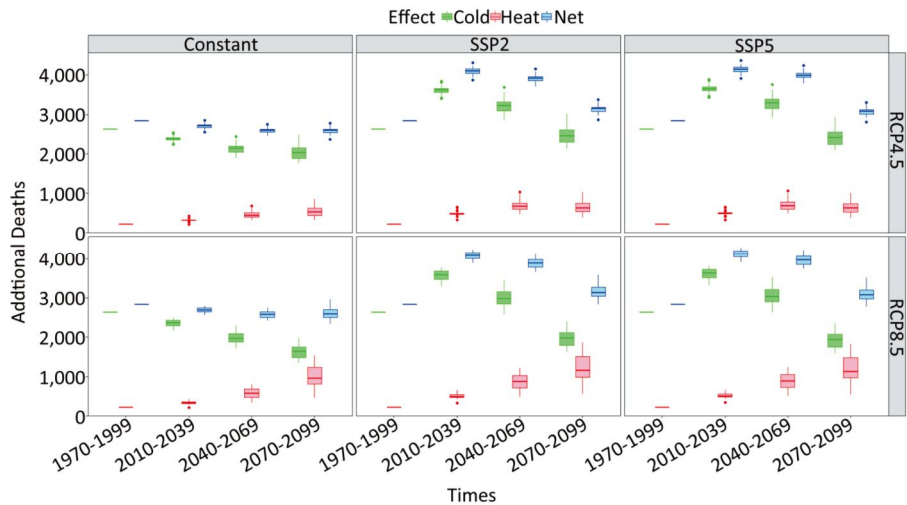 Effect Cold Heat Net
Constant SSP2 SSP5
4,000
3,000
2,000
1,000
0
RCP4.5
4,000
3,000
2,000
1,000
0
RCP8.5
Addtional Deaths
1970-1999 2010-2039 2040-2069 2070-2099 1970-1999 2010-2039 2040-2069 2070-2099 1970-1999 2010-2039 2040-2069 2070-2099
Times